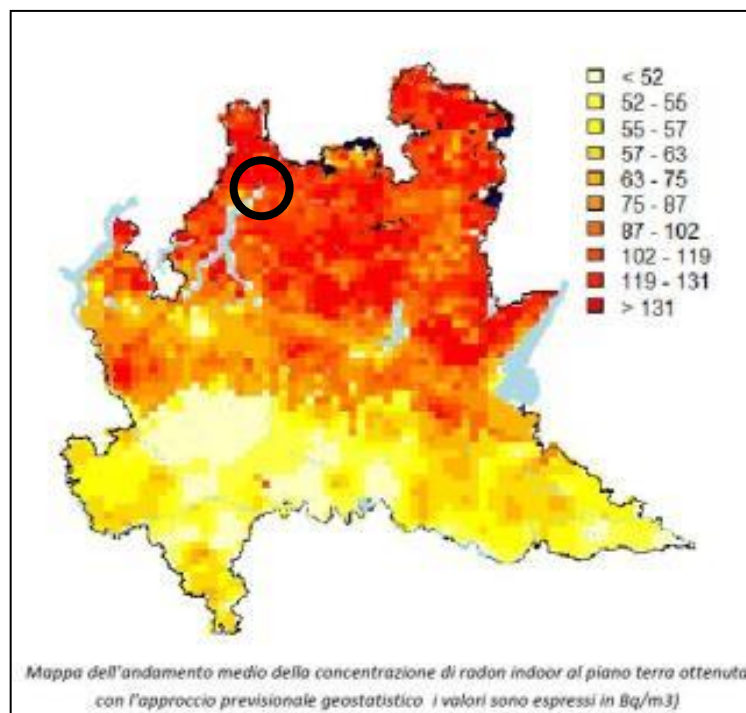 < 52
52 - 55
55 - 57
57 - 63
63 - 75
75 - 87
87 - 102
102 - 119
119 - 131
> 131
Mappa dell'andamento medio della concentrazione di radon indoor al piano terra ottenuta
con l'approccio previsionale geostatistico i valori sono espressi in Bq/m3)